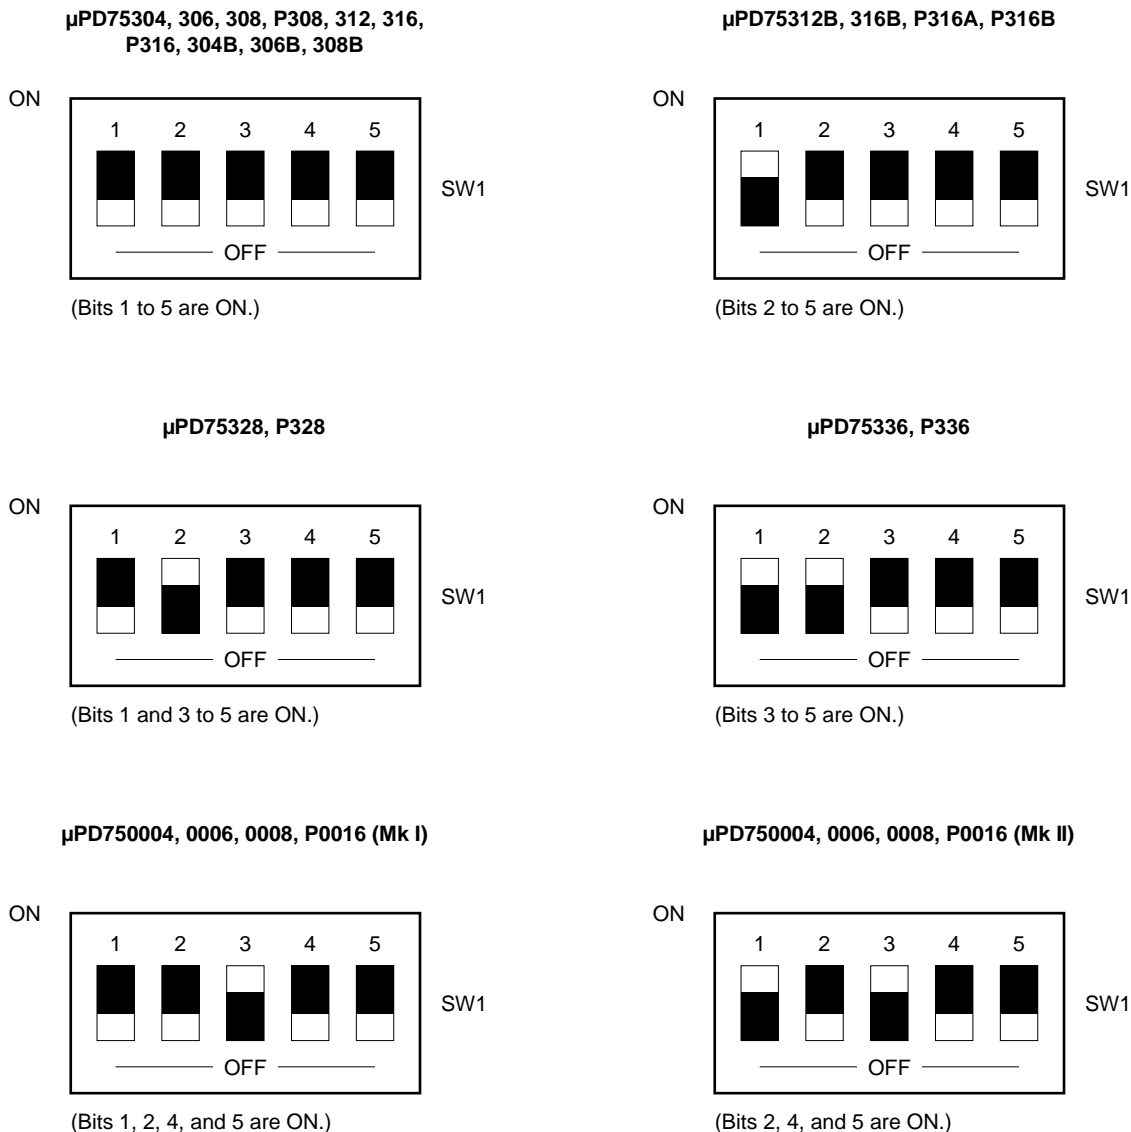 µPD75304, 306, 308, P308, 312, 316,
P316, 304B, 306B, 308B
ON
1 2 3 4 5
SW1
OFF
(Bits 1 to 5 are ON.)
µPD75312B, 316B, P316A, P316B
ON
1 2 3 4 5
SW1
OFF
(Bits 2 to 5 are ON.)
µPD75328, P328
ON
1 2 3 4 5
SW1
OFF
(Bits 1 and 3 to 5 are ON.)
µPD75336, P336
ON
1 2 3 4 5
SW1
OFF
(Bits 3 to 5 are ON.)
µPD750004, 0006, 0008, P0016 (Mk I)
ON
1 2 3 4 5
SW1
OFF
(Bits 1, 2, 4, and 5 are ON.)
µPD750004, 0006, 0008, P0016 (Mk II)
ON
1 2 3 4 5
SW1
OFF
(Bits 2, 4, and 5 are ON.)